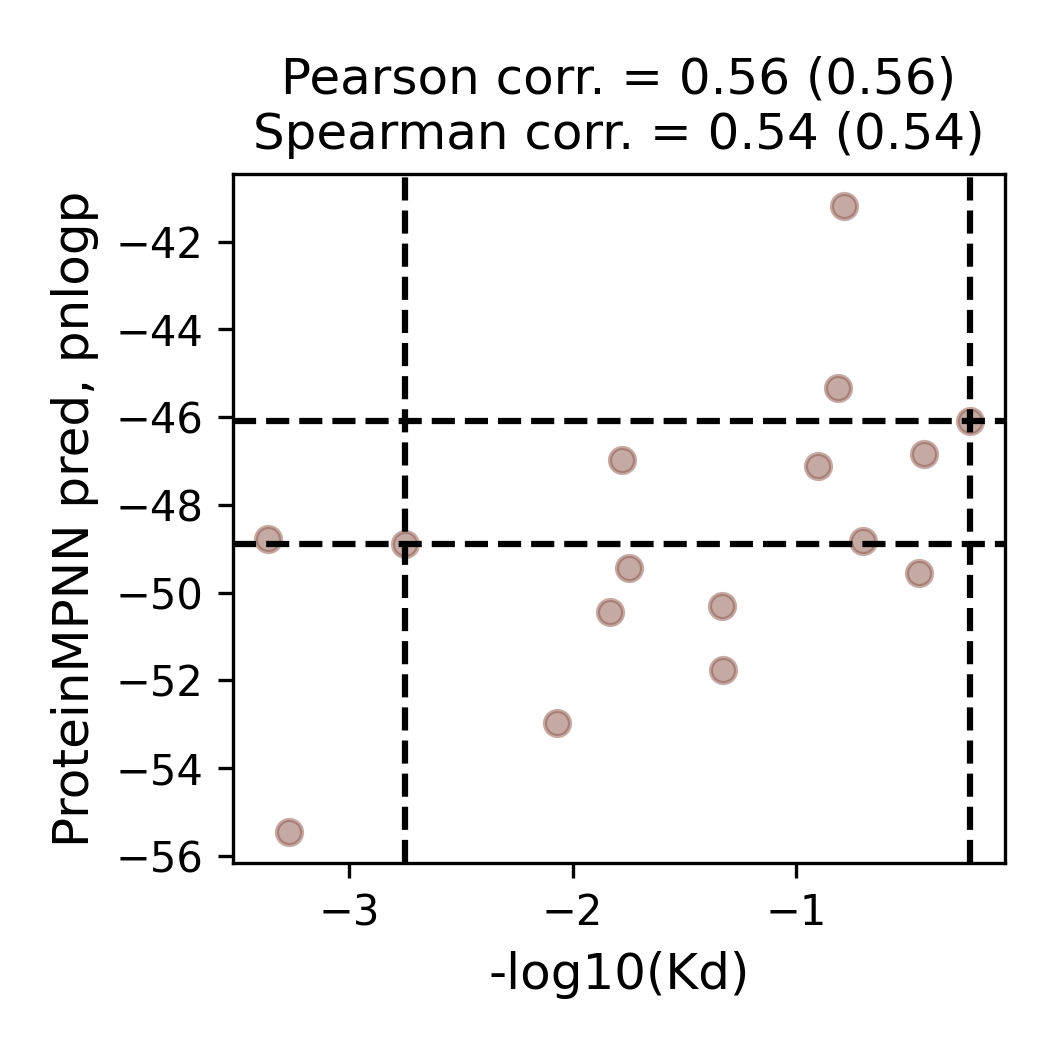 Pearson corr. = 0.56 (0.56)
Spearman corr. = 0.54 (0.54)
ProteinMPNN pred, pnlogp
−42
−44
−46
−48
−50
−52
−54
−56
−3
−2
−1
-log10(Kd)